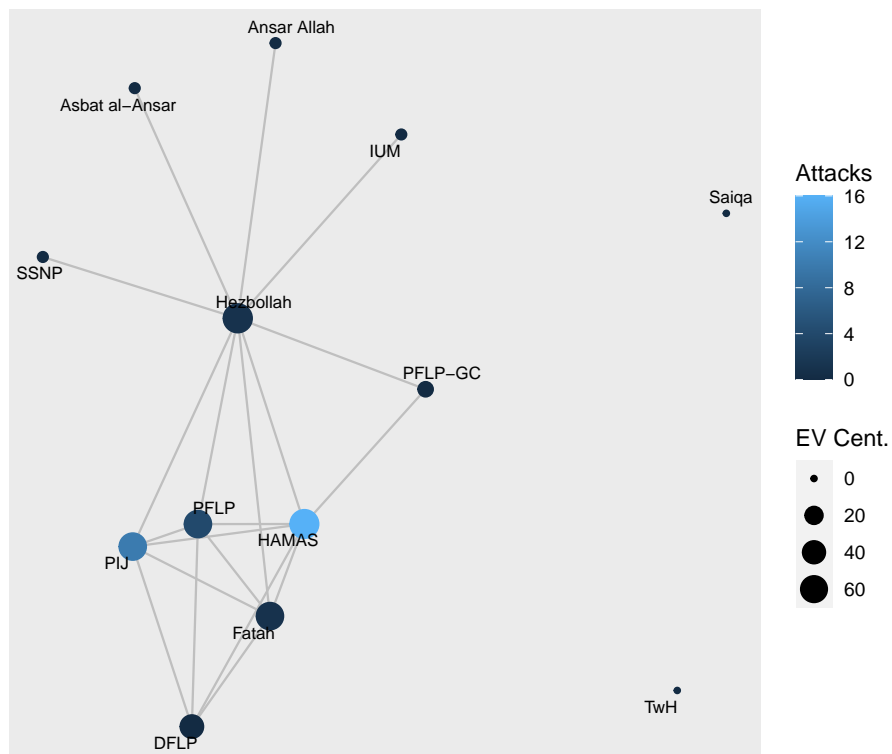 Ansar Allah
Asbat al−Ansar
IUM
Saiqa
SSNP
Hezbollah
PFLP−GC
PFLP
HAMAS
PIJ
Fatah
TwH
DFLP
Attacks
16
12
8
4
0
EV Cent.
0
20
40
60